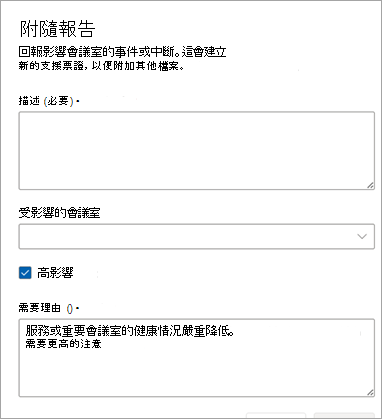 附隨報告
回報影響會議室的事件或中斷。這會建立
新的支援票證，以便附加其他檔案。
描述 (必要)·
受影響的會議室
高影響
需要理由 ()·
服務或重要會議室的健康情況嚴重降低。
需要更高的注意